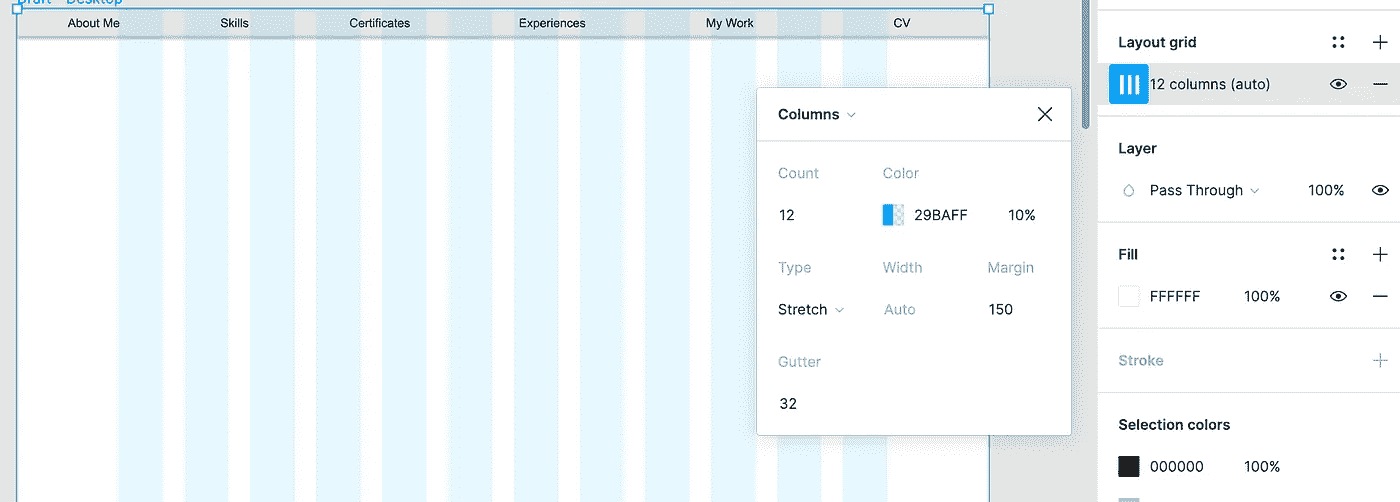 Draft - Desktop
About Me Skills Certificates Experiences My Work CV
Columns
Count Color
12 29BAFF 10%
Type Width Margin
Stretch Auto 150
Gutter
32
Layout grid
12 columns (auto)
Layer
Pass Through 100%
Fill
FFFFFF 100%
Stroke
Selection colors
000000 100%